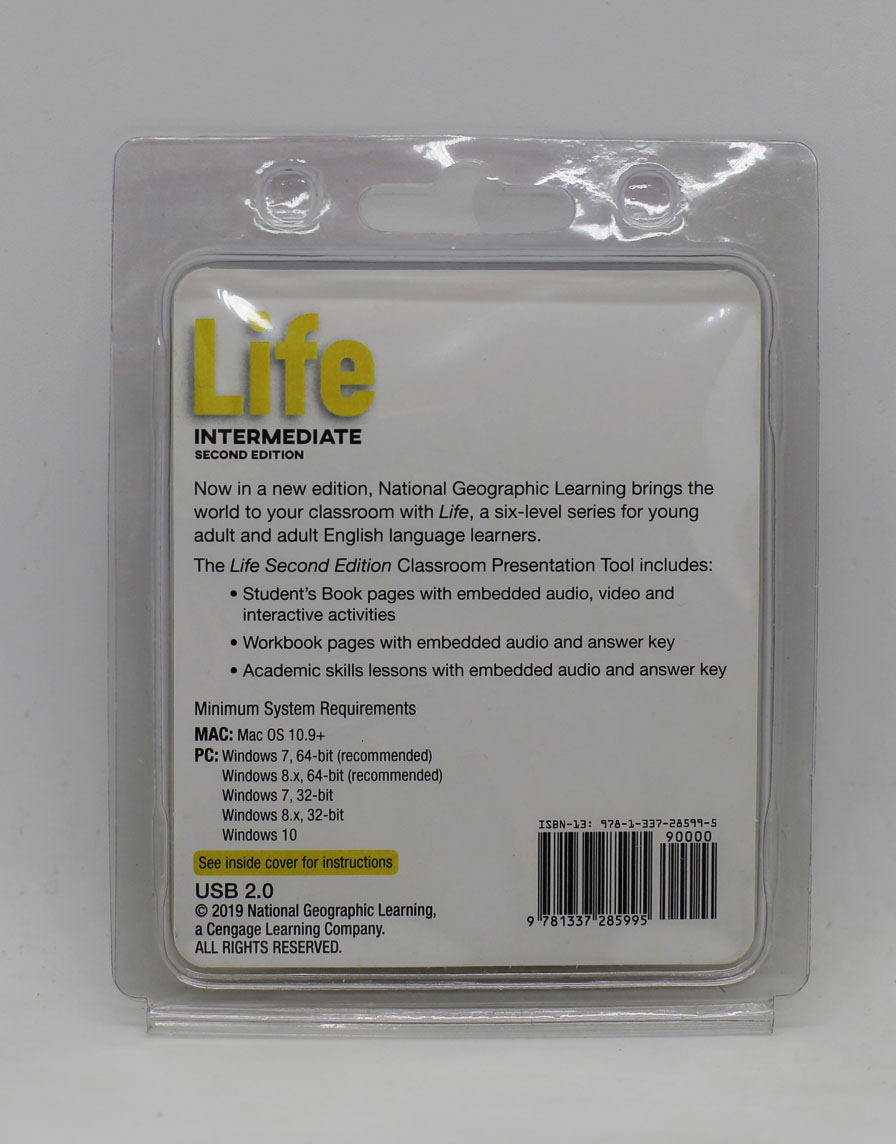 Life
INTERMEDIATE
SECOND EDITION
Now in a new edition, National Geographic Learning brings the
world to your classroom with Life, a six-level series for young
adult and adult English language learners.
The Life Second Edition Classroom Presentation Tool includes:
• Student's Book pages with embedded audio, video and
interactive activities
• Workbook pages with embedded audio and answer key
• Academic skills lessons with embedded audio and answer key
Minimum System Requirements
MAC: Mac OS 10.9+
PC: Windows 7, 64-bit (recommended)
Windows 8.x, 64-bit (recommended)
Windows 7, 32-bit
Windows 8.x, 32-bit
Windows 10
See inside cover for instructions
USB 2.0
© 2019 National Geographic Learning,
a Cengage Learning Company.
ALL RIGHTS RESERVED.
ISBN-13: 978-1-337-28599-5
90000
9 781337 285995